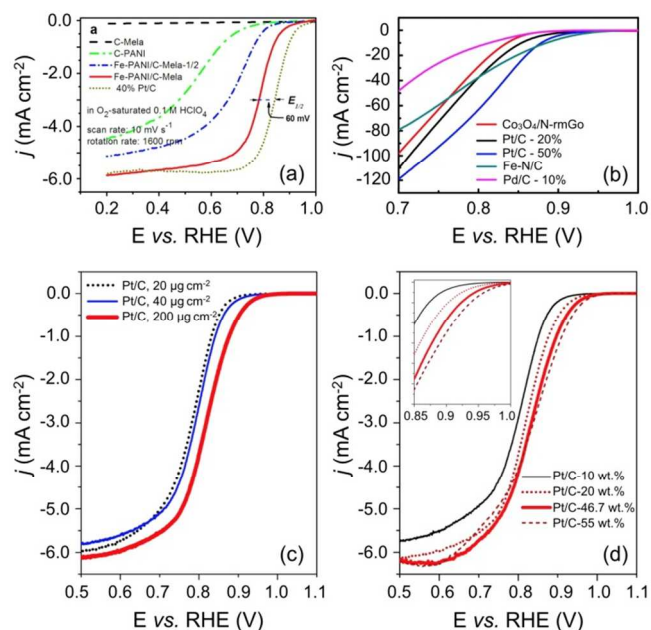 a
C-Mela
C-PANI
Fe-PANI/C-Mela-1/2
Fe-PANI/C-Mela
40% Pt/C
E1/2
60 mV
in O2-saturated 0.1 M HClO4
scan rate: 10 mV s-1
rotation rate: 1600 rpm
(a)
0.0
-2.0
-4.0
-6.0
j (mA cm-2)
0.2 0.4 0.6 0.8 1.0
E vs. RHE (V)
0
-20
-40
-60
-80
-100
-120
j (mA cm-2)
Co3O4/N-rmGo
Pt/C - 20%
Pt/C - 50%
Fe-N/C
Pd/C - 10%
(b)
0.7 0.8 0.9 1.0
E vs. RHE (V)
Pt/C, 20 µg cm-2
Pt/C, 40 µg cm-2
Pt/C, 200 µg cm-2
0.0
-1.0
-2.0
-3.0
-4.0
-5.0
-6.0
j (mA cm-2)
(c)
0.5 0.6 0.7 0.8 0.9 1.0 1.1
E vs. RHE (V)
0.0
-1.0
-2.0
-3.0
-4.0
-5.0
-6.0
j (mA cm-2)
0.85 0.90 0.95 1.00
Pt/C-10 wt.%
Pt/C-20 wt.%
Pt/C-46.7 wt.%
Pt/C-55 wt.%
(d)
0.5 0.6 0.7 0.8 0.9 1.0 1.1
E vs. RHE (V)